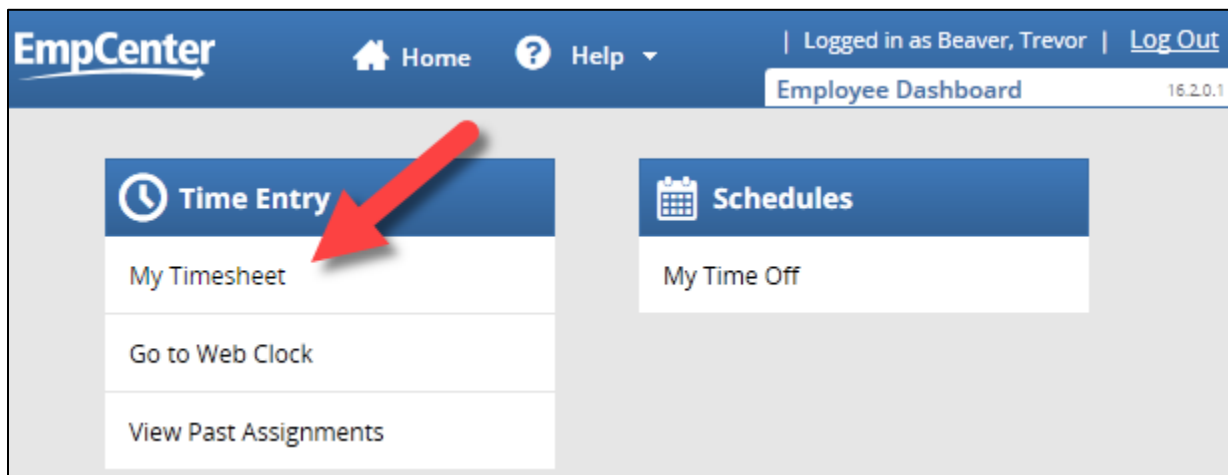 EmpCenter
Home
Help
| Logged in as Beaver, Trevor | Log Out
Employee Dashboard
16.2.0.1
Time Entry
My Timesheet
Go to Web Clock
View Past Assignments
Schedules
My Time Off